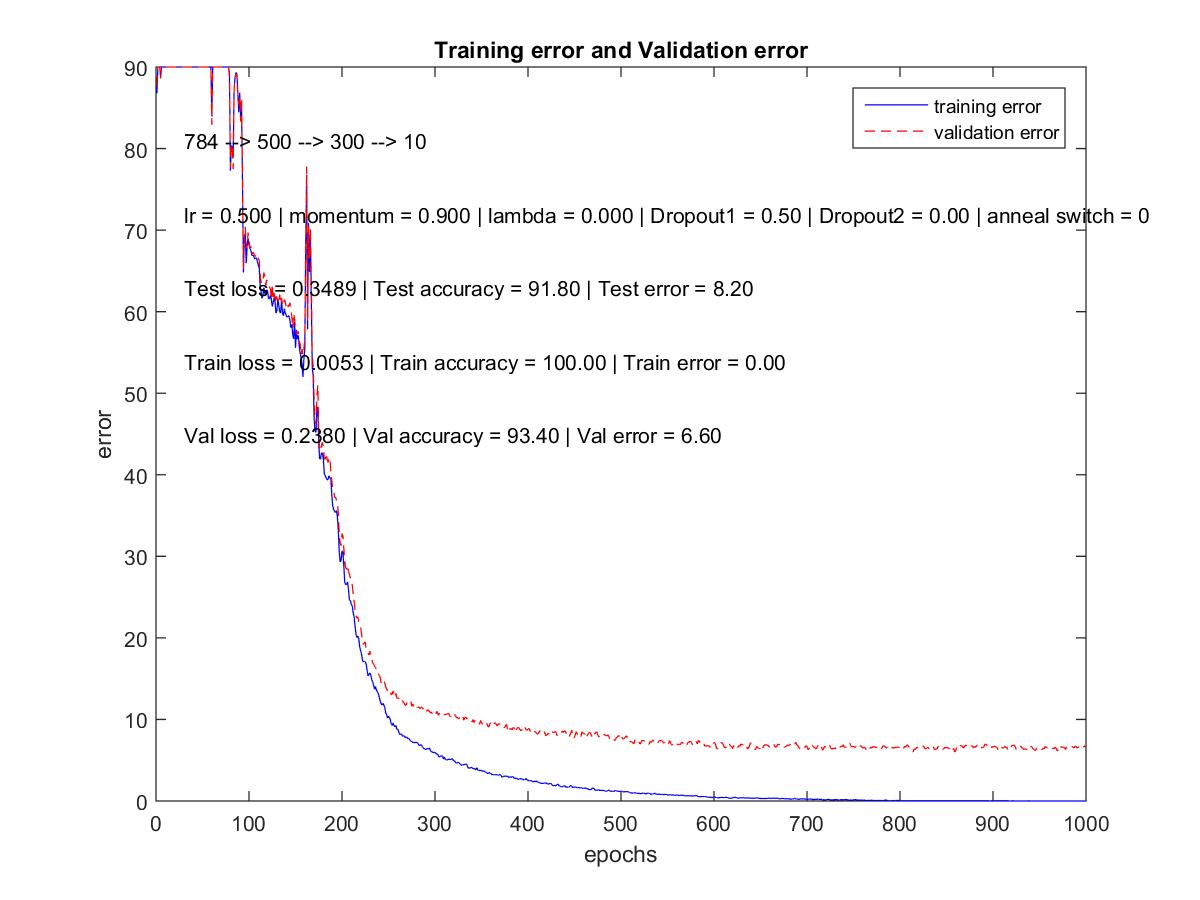 Training error and Validation error
90
80
70
60
50
40
30
20
10
0
error
training error
validation error
784 --> 500 --> 300 --> 10
lr = 0.500 | momentum = 0.900 | lambda = 0.000 | Dropout1 = 0.50 | Dropout2 = 0.00 | anneal switch = 0
Test loss = 0.3489 | Test accuracy = 91.80 | Test error = 8.20
Train loss = 0.0053 | Train accuracy = 100.00 | Train error = 0.00
Val loss = 0.2380 | Val accuracy = 93.40 | Val error = 6.60
0 100 200 300 400 500 600 700 800 900 1000
epochs